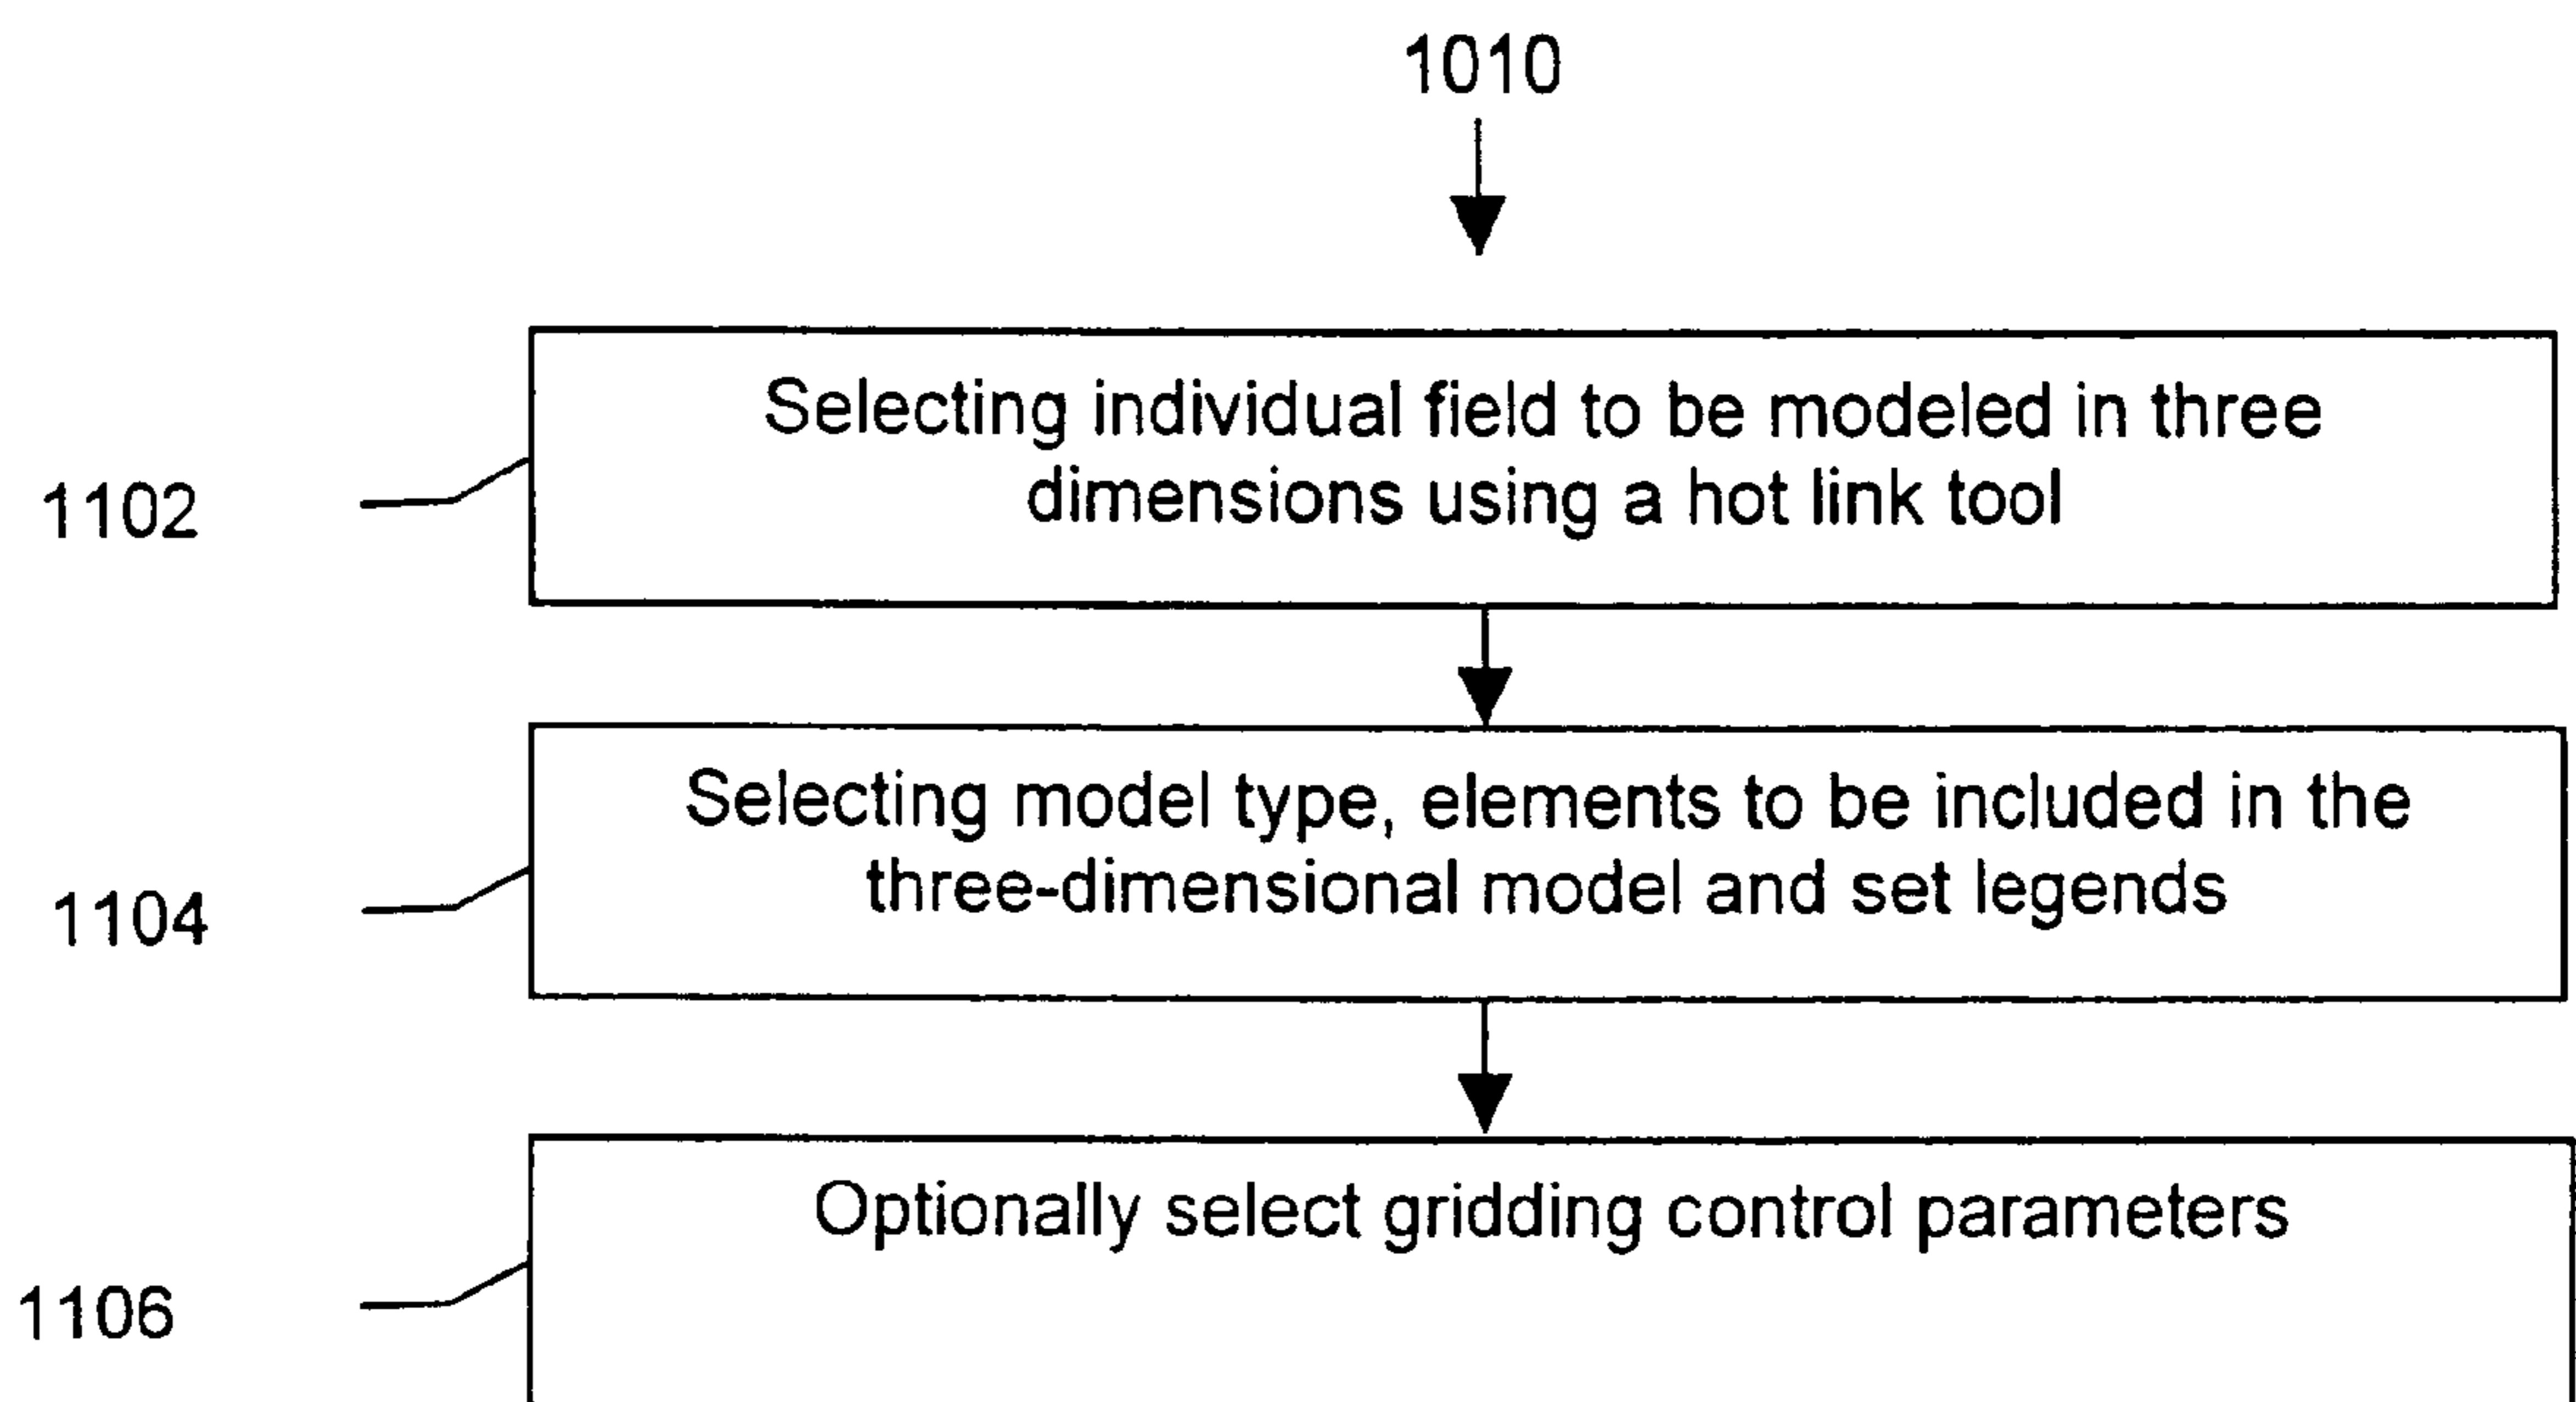 1010
Selecting individual field to be modeled in three
dimensions using a hot link tool
1102
Selecting model type, elements to be included in the
three-dimensional model and set legends
1104
Optionally select gridding control parameters
1106